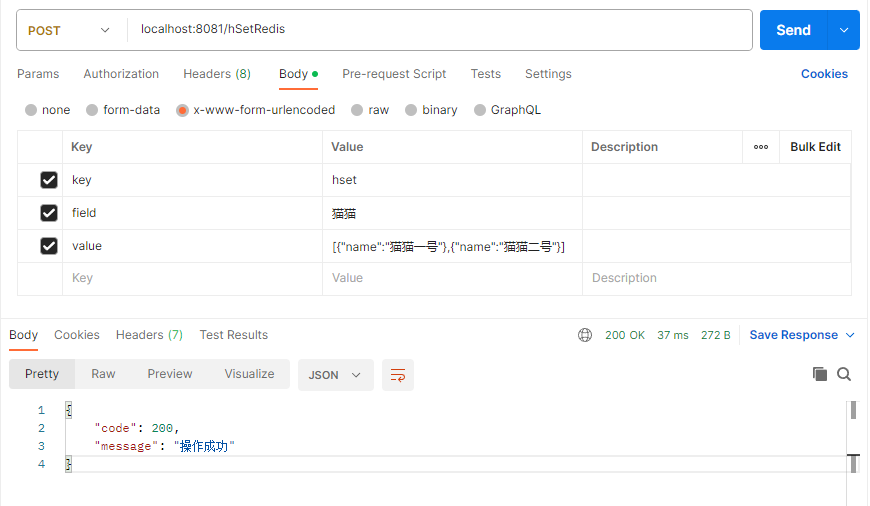 POST localhost:8081/hSetRedis Send
Params Authorization Headers (8) Body Pre-request Script Tests Settings Cookies
none form-data x-www-form-urlencoded raw binary GraphQL
Key Value Description ooo Bulk Edit
key hset
field 猫猫
value [{"name":"猫猫一号"},{"name":"猫猫二号"}]
Key Value Description
Body Cookies Headers (7) Test Results 200 OK 37 ms 272 B Save Response
Pretty Raw Preview Visualize JSON
1 {
2 "code": 200,
3 "message": "操作成功"
4 }